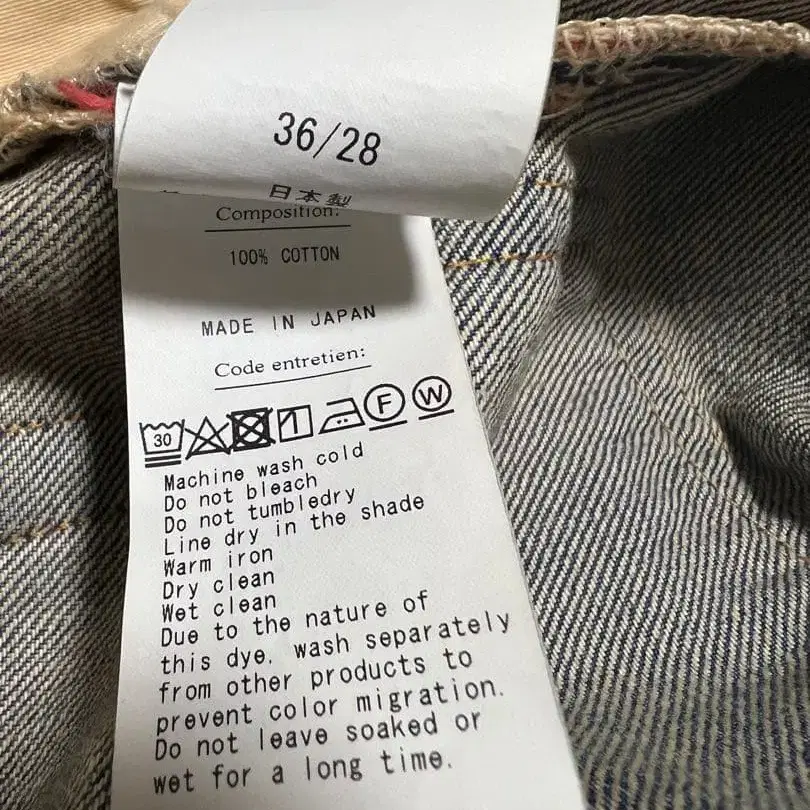 36/28
日本製
Composition:
100% COTTON
MADE IN JAPAN
Code entretien:
30
F
W
Machine wash cold
Do not bleach
Do not tumbledry
Line dry in the shade
Warm iron
Dry clean
Wet clean
Due to the nature of
this dye, wash separately
from other products to
prevent color migration.
Do not leave soaked or
wet for a long time.